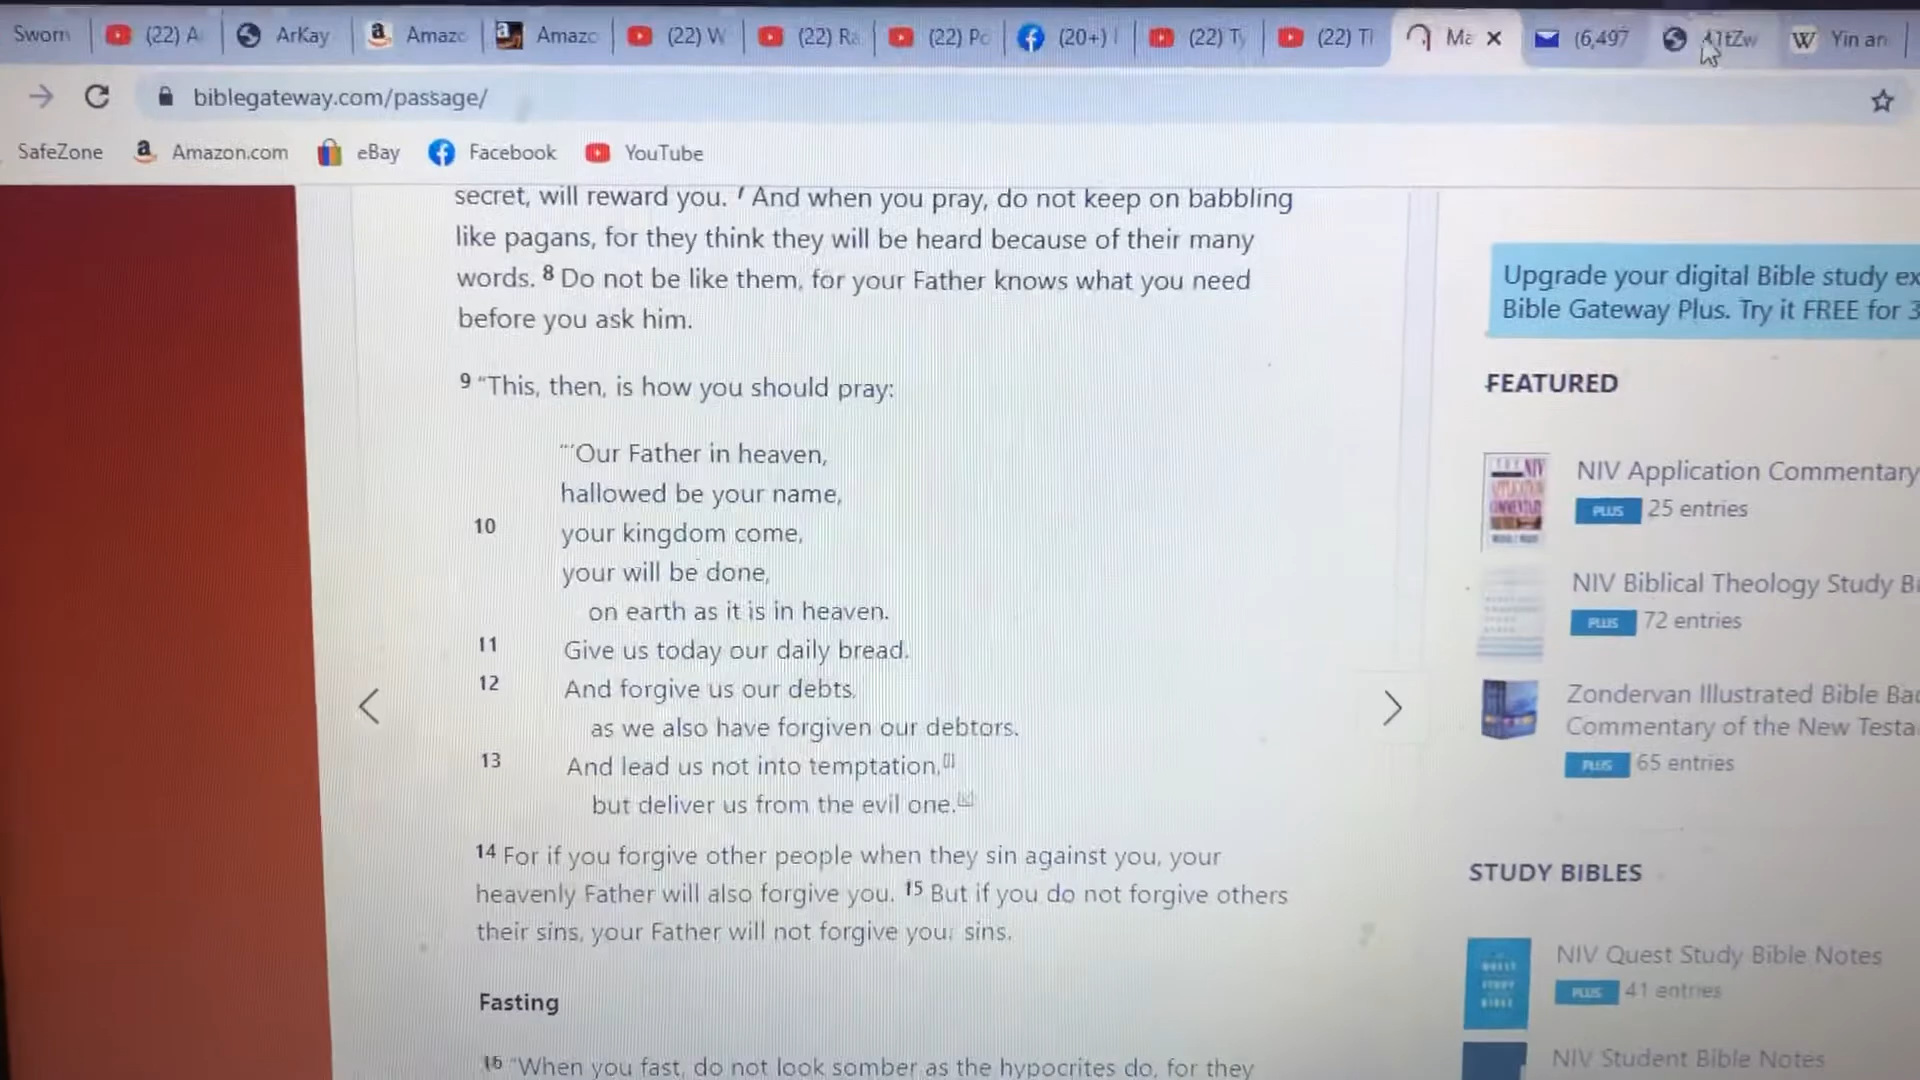 Sworn (22) A ArKay Amazo Amazo (22) W (22) Ra (22) Po (20+) (22) Ty (22) Ti Ma (6,497 Yin an
biblegateway.com/passage/
SafeZone Amazon.com eBay Facebook YouTube
secret, will reward you. 7 And when you pray, do not keep on babbling
like pagans, for they think they will be heard because of their many
words. 8 Do not be like them, for your Father knows what you need
before you ask him.
9 "This, then, is how you should pray:
"'Our Father in heaven,
hallowed be your name,
10 your kingdom come,
your will be done,
on earth as it is in heaven.
11 Give us today our daily bread.
12 And forgive us our debts,
as we also have forgiven our debtors.
13 And lead us not into temptation,
but deliver us from the evil one.
14 For if you forgive other people when they sin against you, your
heavenly Father will also forgive you. 15 But if you do not forgive others
their sins, your Father will not forgive your sins.
Fasting
16 "When you fast, do not look somber as the hypocrites do, for they
Upgrade your digital Bible study ex
Bible Gateway Plus. Try it FREE for 3
FEATURED
NIV Application Commentary
PLUS 25 entries
NIV Biblical Theology Study Bi
PLUS 72 entries
Zondervan Illustrated Bible Bac
Commentary of the New Testa
PLUS 65 entries
STUDY BIBLES
NIV Quest Study Bible Notes
PLUS 41 entries
NIV Student Bible Notes